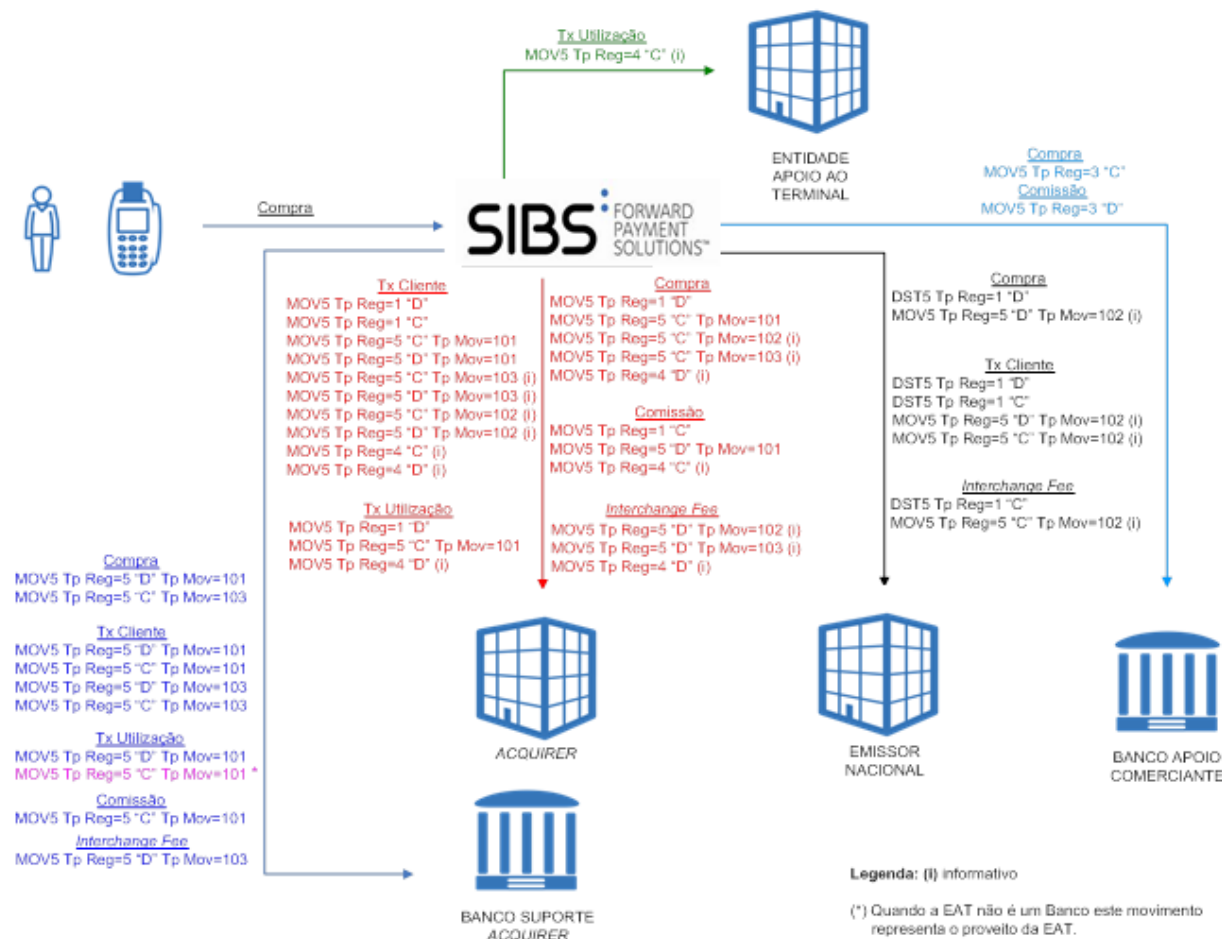 Tx Utilização
MOV5 Tp Reg=4 “C” (i)
ENTIDADE
APOIO AO
TERMINAL
Compra
MOV5 Tp Reg=3 “C”
Comissão
MOV5 Tp Reg=3 “D”
Compra
SIBS FORWARD
PAYMENT
SOLUTIONS™
Tx Cliente
MOV5 Tp Reg=1 “D”
MOV5 Tp Reg=1 “C”
MOV5 Tp Reg=5 “C” Tp Mov=101
MOV5 Tp Reg=5 “D” Tp Mov=101
MOV5 Tp Reg=5 “C” Tp Mov=103 (i)
MOV5 Tp Reg=5 “D” Tp Mov=103 (i)
MOV5 Tp Reg=5 “C” Tp Mov=102 (i)
MOV5 Tp Reg=5 “D” Tp Mov=102 (i)
MOV5 Tp Reg=4 “C” (i)
MOV5 Tp Reg=4 “D” (i)
Tx Utilização
MOV5 Tp Reg=1 “D”
MOV5 Tp Reg=5 “C” Tp Mov=101
MOV5 Tp Reg=4 “D” (i)
Compra
MOV5 Tp Reg=1 “D”
MOV5 Tp Reg=5 “C” Tp Mov=101
MOV5 Tp Reg=5 “C” Tp Mov=102 (i)
MOV5 Tp Reg=5 “C” Tp Mov=103 (i)
MOV5 Tp Reg=4 “D” (i)
Comissão
MOV5 Tp Reg=1 “C”
MOV5 Tp Reg=5 “D” Tp Mov=101
MOV5 Tp Reg=4 “C” (i)
Interchange Fee
MOV5 Tp Reg=5 “D” Tp Mov=102 (i)
MOV5 Tp Reg=5 “D” Tp Mov=103 (i)
MOV5 Tp Reg=4 “D” (i)
Compra
DST5 Tp Reg=1 “D”
MOV5 Tp Reg=5 “D” Tp Mov=102 (i)
Tx Cliente
DST5 Tp Reg=1 “D”
DST5 Tp Reg=1 “C”
MOV5 Tp Reg=5 “D” Tp Mov=102 (i)
MOV5 Tp Reg=5 “C” Tp Mov=102 (i)
Interchange Fee
DST5 Tp Reg=1 “C”
MOV5 Tp Reg=5 “C” Tp Mov=102 (i)
Compra
MOV5 Tp Reg=5 “D” Tp Mov=101
MOV5 Tp Reg=5 “C” Tp Mov=103
Tx Cliente
MOV5 Tp Reg=5 “D” Tp Mov=101
MOV5 Tp Reg=5 “C” Tp Mov=101
MOV5 Tp Reg=5 “D” Tp Mov=103
MOV5 Tp Reg=5 “C” Tp Mov=103
Tx Utilização
MOV5 Tp Reg=5 “D” Tp Mov=101
MOV5 Tp Reg=5 “C” Tp Mov=101 *
Comissão
MOV5 Tp Reg=5 “C” Tp Mov=101
Interchange Fee
MOV5 Tp Reg=5 “D” Tp Mov=103
ACQUIRER
EMISSOR
NACIONAL
BANCO APOIO
COMERCIANTE
BANCO SUPORTE
ACQUIRER
Legenda: (i) informativo
(*) Quando a EAT não é um Banco este movimento
representa o proveito da EAT.